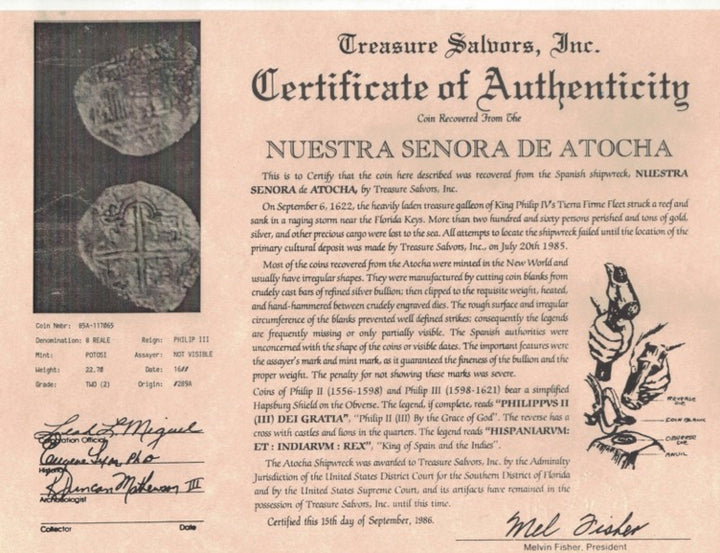 Treasure Salvors, Inc.
Certificate of Authenticity
Coin Recovered From The
NUESTRA SENORA DE ATOCHA
This is to Certify that the coin here described was recovered from the Spanish shipwreck, NUESTRA
SENORA de ATOCHA, by Treasure Salvors, Inc.
On September 6, 1622, the heavily laden treasure galleon of King Philip IV's Tierra Firme Fleet struck a reef and
sank in a raging storm near the Florida Keys. More than two hundred and sixty persons perished and tons of gold,
silver, and other precious cargo were lost to the sea. All attempts to locate the shipwreck failed until the location of the
primary cultural deposit was made by Treasure Salvors, Inc., on July 20th 1985.
Most of the coins recovered from the Atocha were minted in the New World and
usually have irregular shapes. They were manufactured by cutting coin blanks from
crudely cast bars of refined silver bullion; then clipped to the requisite weight, heated,
and hand-hammered between crudely engraved dies. The rough surface and irregular
circumference of the blanks prevented well defined strikes; consequently the legends
are frequently missing or only partially visible. The Spanish authorities were
unconcerned with the shape of the coins or visible dates. The important features were
the assayer's mark and mint mark, as it guaranteed the fineness of the bullion and the
proper weight. The penalty for not showing these marks was severe.
Coins of Philip II (1556-1598) and Philip III (1598-1621) bear a simplified
Hapsburg Shield on the Obverse. The legend, if complete, reads "PHILIPPVS II
(III) DEI GRATIA", "Philip II (III) By the Grace of God". The reverse has a
cross with castles and lions in the quarters. The legend reads "HISPANIARVM:
ET : INDIARVM : REX", "King of Spain and the Indies".
The Atocha Shipwreck was awarded to Treasure Salvors, Inc. by the Admiralty
Jurisdiction of the United States District Court for the Southern District of Florida
and by the United States Supreme Court, and its artifacts have remained in the
possession of Treasure Salvors, Inc. until this time.
Certified this 15th day of September, 1986.
Mel Fisher
Melvin Fisher, President
REVERSE DIE
COIN BLANK
OBVERSE DIE
ANVIL
Coin Nmbr: 85A-117065
Denomination: 8 REALE Reign: PHILIP III
Mint: POTOSI Assayer: NOT VISIBLE
Weight: 22.70 Date: 16##
Grade: TWO (2) Origin: #289A
Leah L Miguel
Official
Eugene Lyon PhD
Historian
R Duncan Mathewson III
Archaeologist
Collector Date